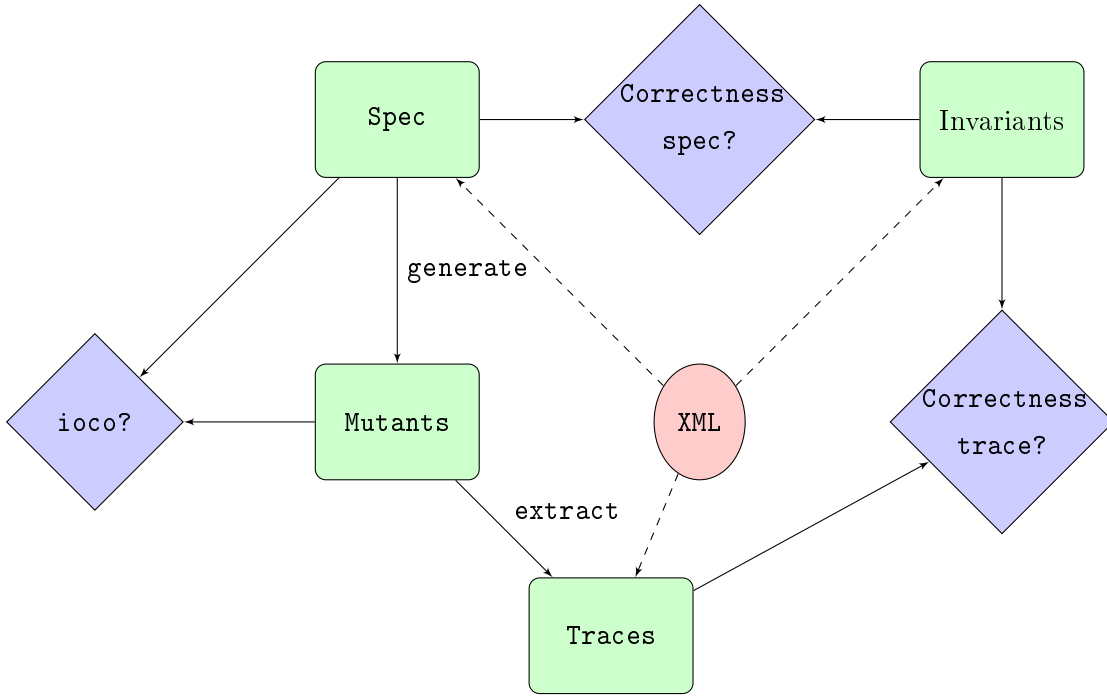 Correctness
spec?
Spec
Invariants
generate
ioco?
Mutants
XML
Correctness
trace?
extract
Traces